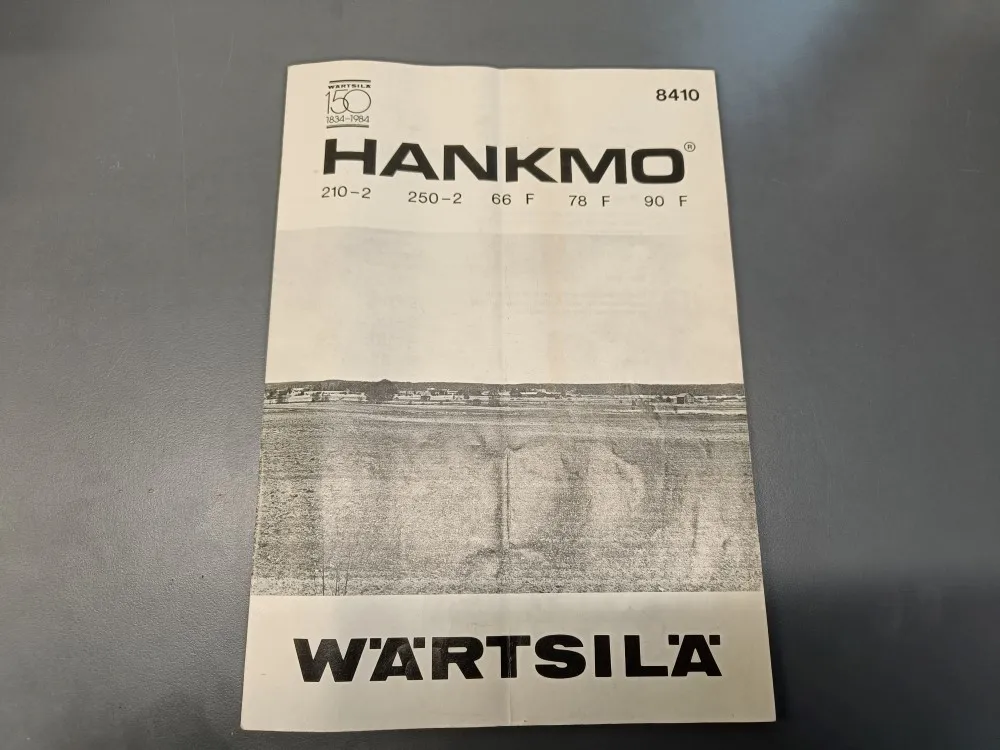 WÄRTSILÄ
150
1834-1984
8410
HANKMO®
210-2 250-2 66 F 78 F 90 F
WÄRTSILÄ